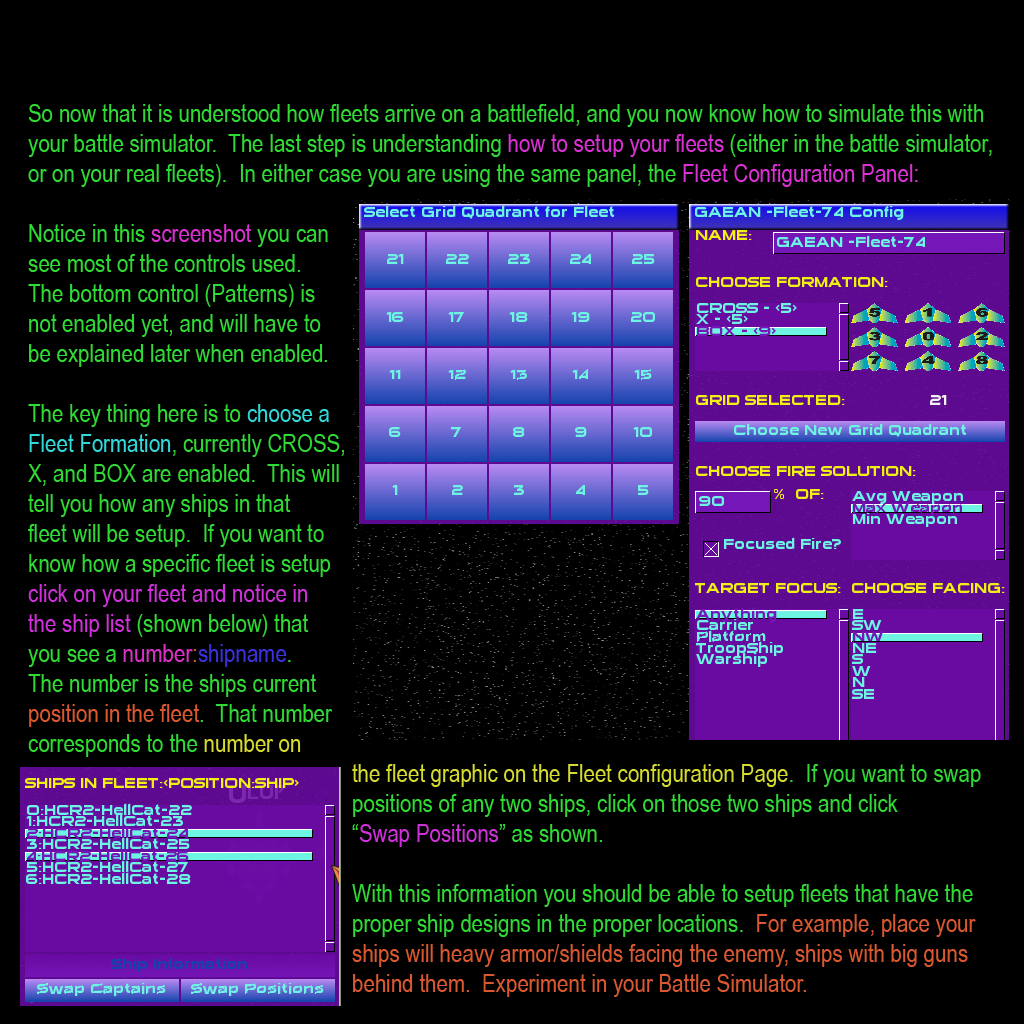 So now that it is understood how fleets arrive on a battlefield, and you now know how to simulate this with
your battle simulator.  The last step is understanding how to setup your fleets (either in the battle simulator,
or on your real fleets).  In either case you are using the same panel, the Fleet Configuration Panel:
Notice in this screenshot you can
see most of the controls used.
The bottom control (Patterns) is
not enabled yet, and will have to
be explained later when enabled.
The key thing here is to choose a
Fleet Formation, currently CROSS,
X, and BOX are enabled.  This will
tell you how any ships in that
fleet will be setup.  If you want to
know how a specific fleet is setup
click on your fleet and notice in
the ship list (shown below) that
you see a number:shipname.
The number is the ships current
position in the fleet.  That number
corresponds to the number on
Select Grid Quadrant for Fleet
21 22 23 24 25
16 17 18 19 20
11 12 13 14 15
6 7 8 9 10
1 2 3 4 5
GAEAN -Fleet-74 Config
NAME: GAEAN -Fleet-74
CHOOSE FORMATION:
CROSS - <5>
X - <5>
BOX - <9>
5 1 6
3 0 2
7 4 8
GRID SELECTED: 21
Choose New Grid Quadrant
CHOOSE FIRE SOLUTION:
90 % OF:
Avg Weapon
Max Weapon
Min Weapon
Focused Fire?
TARGET FOCUS: CHOOSE FACING:
Anything
Carrier
Platform
TroopShip
Warship
E
SW
NW
NE
S
W
N
SE
SHIPS IN FLEET:<POSITION:SHIP>
0:HCR2-HellCat-22
1:HCR2-HellCat-23
2:HCR2-HellCat-24
3:HCR2-HellCat-25
4:HCR2-HellCat-26
5:HCR2-HellCat-27
6:HCR2-HellCat-28
Ship Information
Swap Captains Swap Positions
the fleet graphic on the Fleet configuration Page.  If you want to swap
positions of any two ships, click on those two ships and click
“Swap Positions” as shown.
With this information you should be able to setup fleets that have the
proper ship designs in the proper locations.  For example, place your
ships will heavy armor/shields facing the enemy, ships with big guns
behind them.  Experiment in your Battle Simulator.